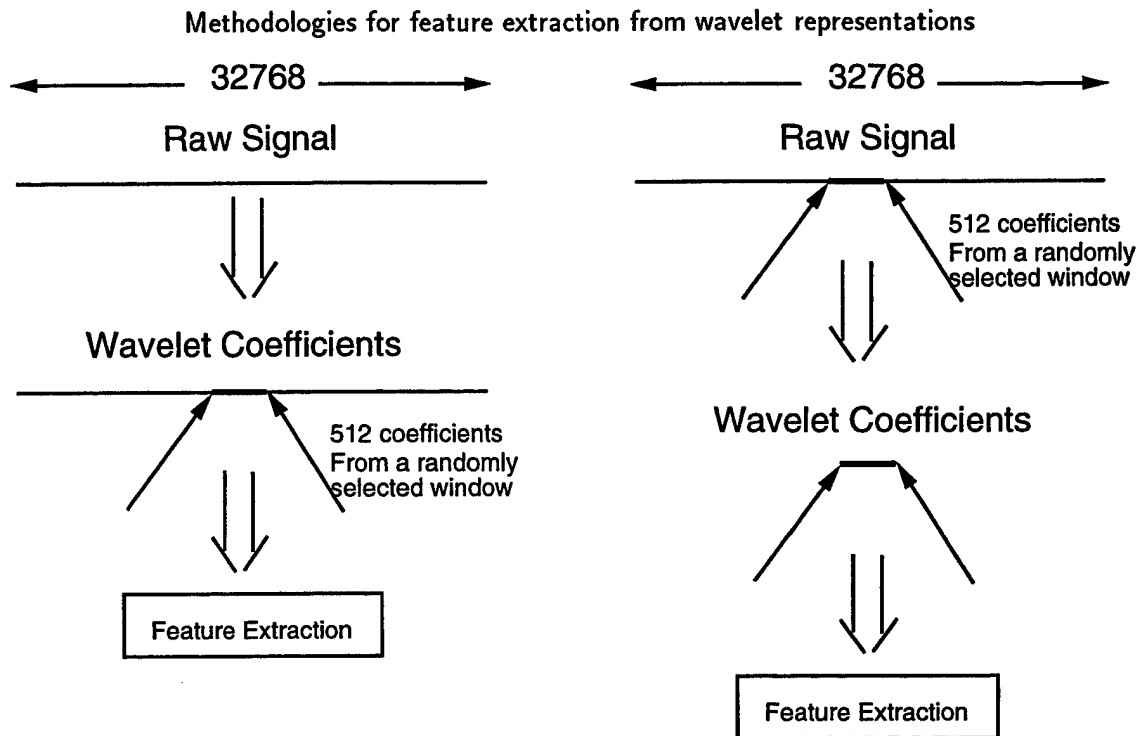 Methodologies for feature extraction from wavelet representations
32768
Raw Signal
Wavelet Coefficients
512 coefficients
From a randomly
selected window
Feature Extraction
32768
Raw Signal
512 coefficients
From a randomly
selected window
Wavelet Coefficients
Feature Extraction